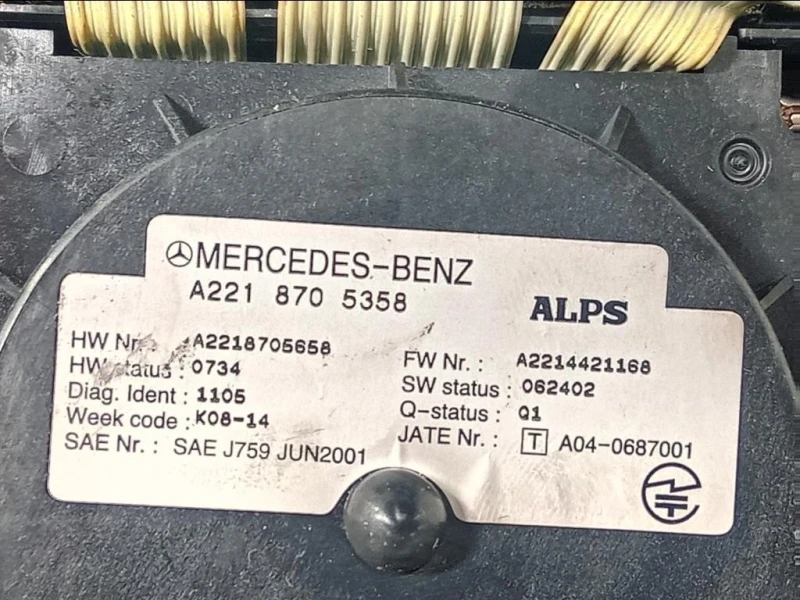 MERCEDES-BENZ
A221 870 5358
ALPS
HW Nr. : A2218705658
HW status : 0734
Diag. Ident : 1105
Week code : K08-14
SAE Nr. : SAE J759 JUN2001
FW Nr. : A2214421168
SW status : 062402
Q-status : Q1
JATE Nr. : T A04-0687001